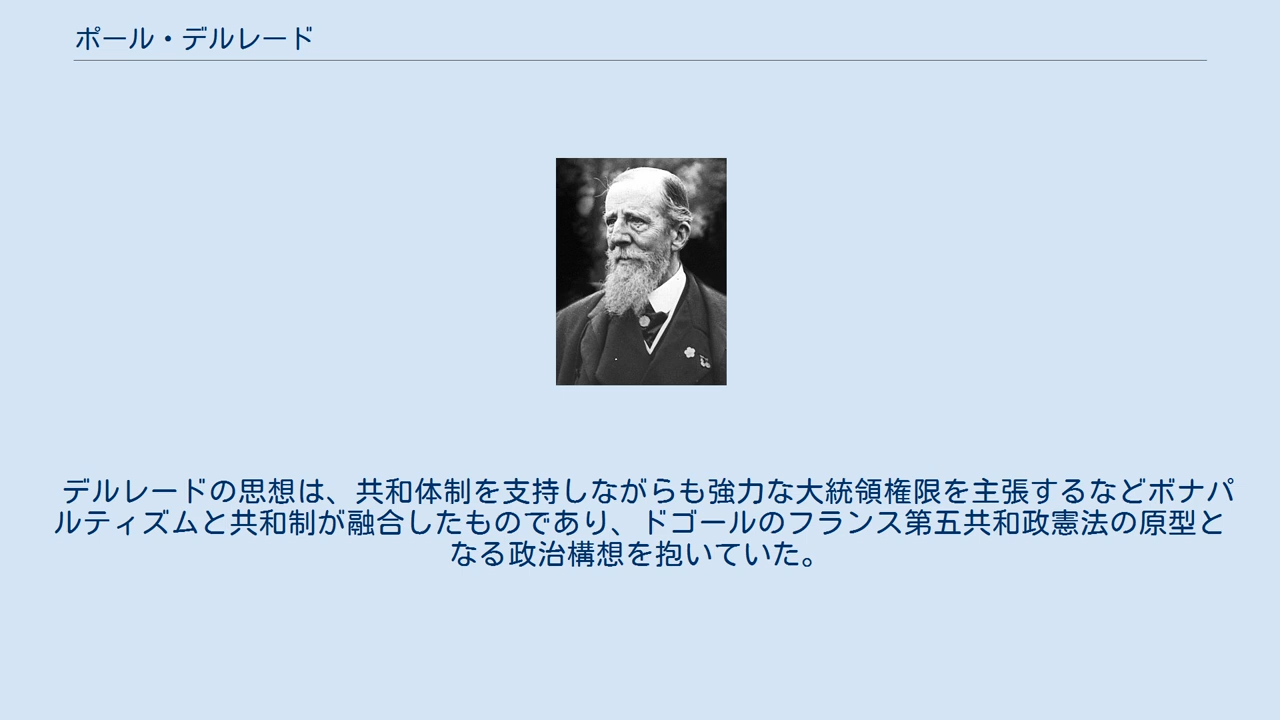 ポール・デルレード
デルレードの思想は、共和体制を支持しながらも強力な大統領権限を主張するなどボナパ
ルティズムと共和制が融合したものであり、ドゴールのフランス第五共和政憲法の原型と
なる政治構想を抱いていた。